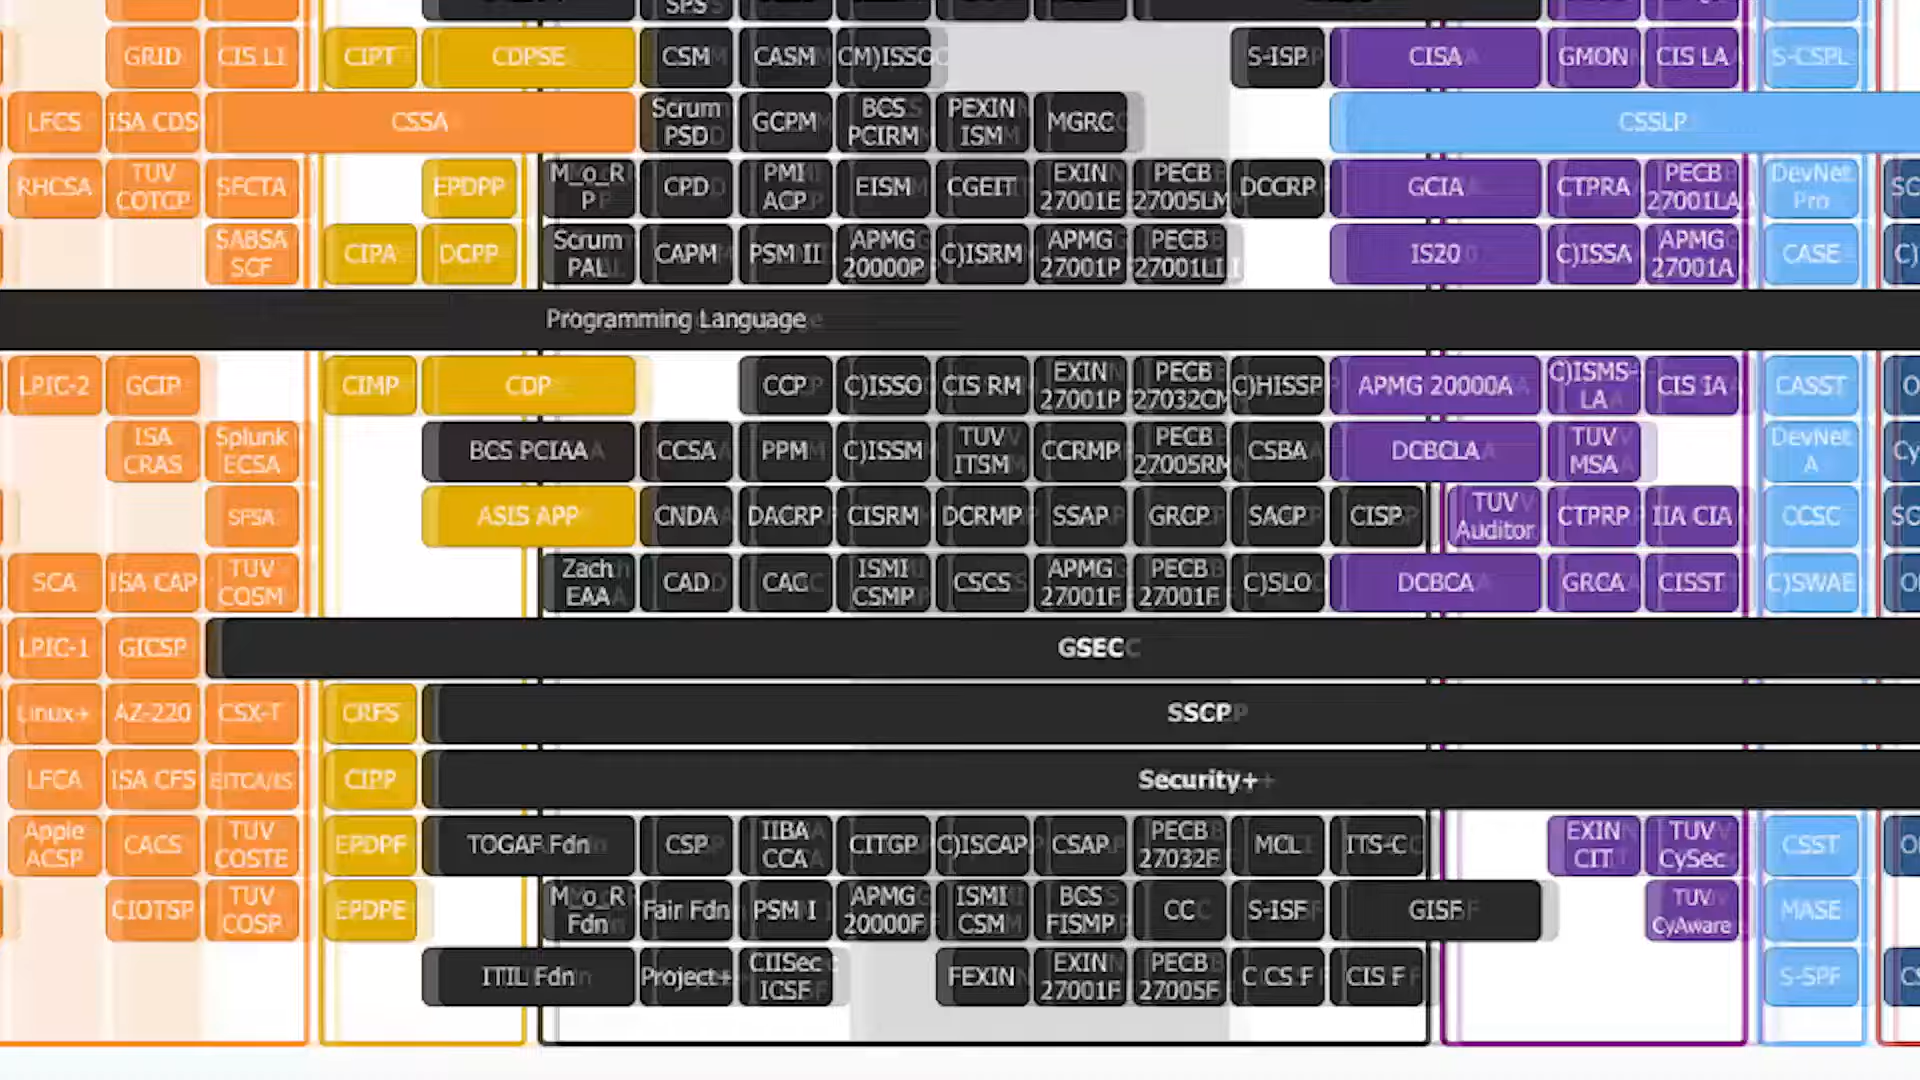 SPS
GRID CIS LI CIPT CDPSE CSM CASM CM)ISSO S-ISP CISA GMON CIS LA S-CSPL
LFCS ISA CDS CSSA Scrum PSD GCPM BCS PCIRM PEXIN ISM MGRC CSSLP
RHCSA TUV COTCP SFCTA EPDPP M_o_R P CPD PMI ACP EISM CGEIT EXIN 27001E PECB 27005LM DCCRP GCIA CTPRA PECB 27001LA DevNet Pro SC
SABSA SCF CIPA DCPP Scrum PAL CAPM PSM II APMG 20000P C)ISRM APMG 27001P PECB 27001LI IS20 C)ISSA APMG 27001A CASE C)
Programming Language
LPIC-2 GCIP CIMP CDP CCP C)ISSO CIS RM EXIN 27001P PECB 27032CM C)HISSP APMG 20000A C)ISMS-LA CIS IA CASST O
ISA CRAS Splunk ECSA BCS PCIAA CCSA PPM C)ISSM TUV ITSM CCRMP PECB 27005RM CSBA DCBCLA TUV MSA DevNet A Cy
SFSA ASIS APP CNDA DACRP CISRM DCRMP SSAP GRCP SACP CISP TUV Auditor CTPRP IIA CIA CCSC SC
SCA ISA CAP TUV COSM Zach EAA CAD CAC ISMI CSMP CSCS APMG 27001F PECB 27001F C)SLO DCBCA GRCA CISST C)SWAE O
LPIC-1 GICSP GSEC
Linux+ AZ-220 CSX-T CRFS SSCP
LFCA ISA CFS EITCA/IS CIPP Security+
Apple ACSP CACS TUV COSTE EPDPF TOGAF Fdn CSP IIBA CCA CITGP C)ISCAP CSAP PECB 27032F MCL ITS-C EXIN CIT TUV CySec CSST O
CIOTSP TUV COSP EPDPE M_o_R Fdn Fair Fdn PSM I APMG 20000F ISMI CSM BCS FISMP CC S-ISF GISF TUV CyAware MASE
ITIL Fdn Project+ CIISec ICSF FEXIN EXIN 27001F PECB 27005F C CS F CIS F S-SPF CS